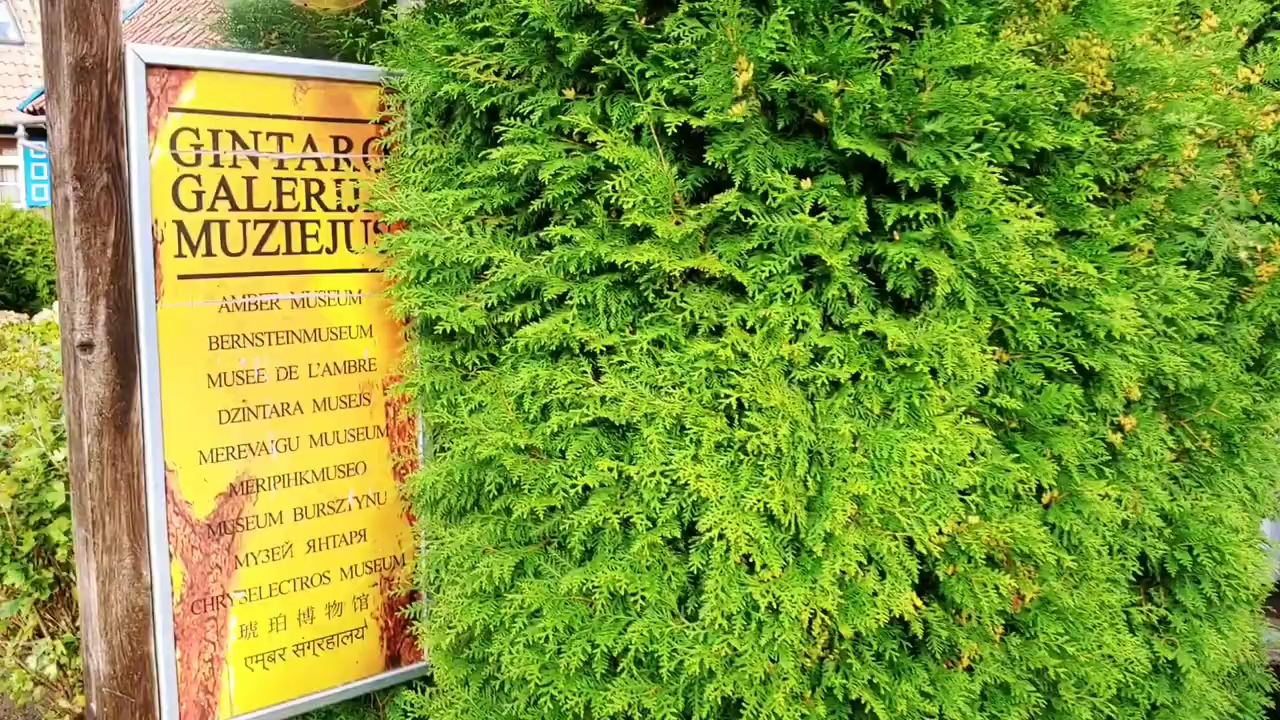 GINTARO
GALERIJA
MUZIEJUS
AMBER MUSEUM
BERNSTEINMUSEUM
MUSEE DE L'AMBRE
DZINTARA MUSEJS
MEREVAIGU MUUSEUM
MERIPIHKMUSEO
MUSEUM BURSZTYNU
МУЗЕЙ ЯНТАРЯ
CHRYSELECTROS MUSEUM
琥珀博物馆
एम्बर संग्रहालय